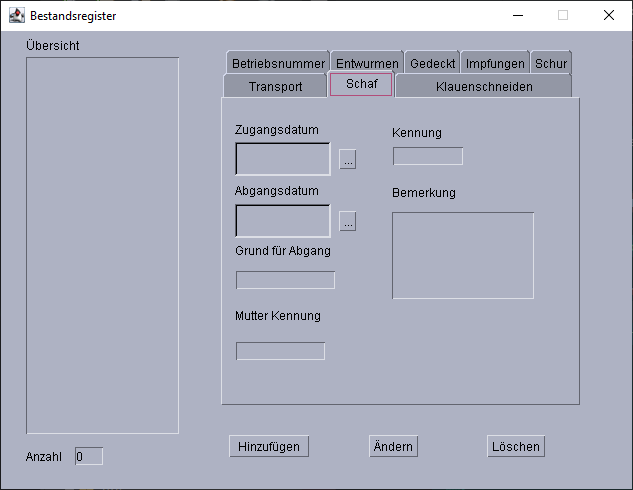 Bestandsregister
Übersicht
Betriebsnummer Entwurmen Gedeckt Impfungen Schur
Transport Schaf Klauenschneiden
Zugangsdatum
Kennung
...
Abgangsdatum
Bemerkung
...
Grund für Abgang
Mutter Kennung
Hinzufügen Ändern Löschen
Anzahl 0